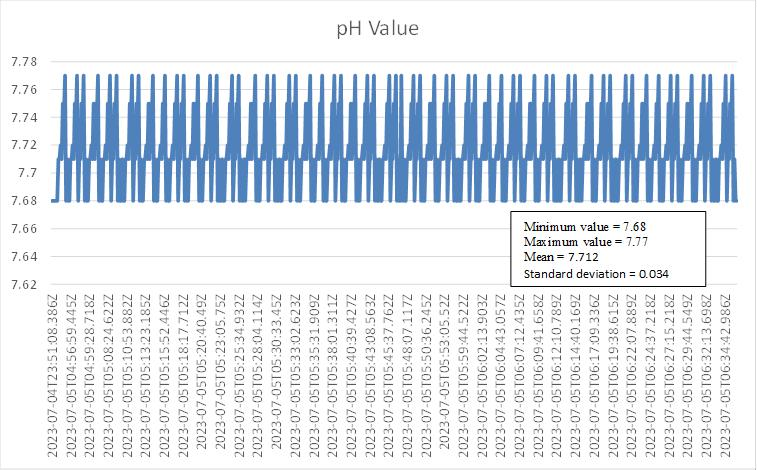 pH Value
7.78
7.76
7.74
7.72
7.7
7.68
7.66
7.64
7.62
Minimum value = 7.68
Maximum value = 7.77
Mean = 7.712
Standard deviation = 0.034
2023-07-04T23:51:08.386Z
2023-07-05T04:56:59.445Z
2023-07-05T04:59:28.718Z
2023-07-05T05:08:24.622Z
2023-07-05T05:10:53.882Z
2023-07-05T05:13:23.185Z
2023-07-05T05:15:52.446Z
2023-07-05T05:18:17.712Z
2023-07-05T05:20:40.49Z
2023-07-05T05:23:05.75Z
2023-07-05T05:25:34.932Z
2023-07-05T05:28:04.114Z
2023-07-05T05:30:33.45Z
2023-07-05T05:33:02.623Z
2023-07-05T05:35:31.909Z
2023-07-05T05:38:01.311Z
2023-07-05T05:40:39.427Z
2023-07-05T05:43:08.563Z
2023-07-05T05:45:37.762Z
2023-07-05T05:48:07.117Z
2023-07-05T05:50:36.245Z
2023-07-05T05:53:05.52Z
2023-07-05T05:59:44.522Z
2023-07-05T06:02:13.903Z
2023-07-05T06:04:43.057Z
2023-07-05T06:07:12.435Z
2023-07-05T06:09:41.658Z
2023-07-05T06:12:10.789Z
2023-07-05T06:14:40.169Z
2023-07-05T06:17:09.336Z
2023-07-05T06:19:38.615Z
2023-07-05T06:22:07.889Z
2023-07-05T06:24:37.218Z
2023-07-05T06:27:15.218Z
2023-07-05T06:29:44.549Z
2023-07-05T06:32:13.698Z
2023-07-05T06:34:42.986Z